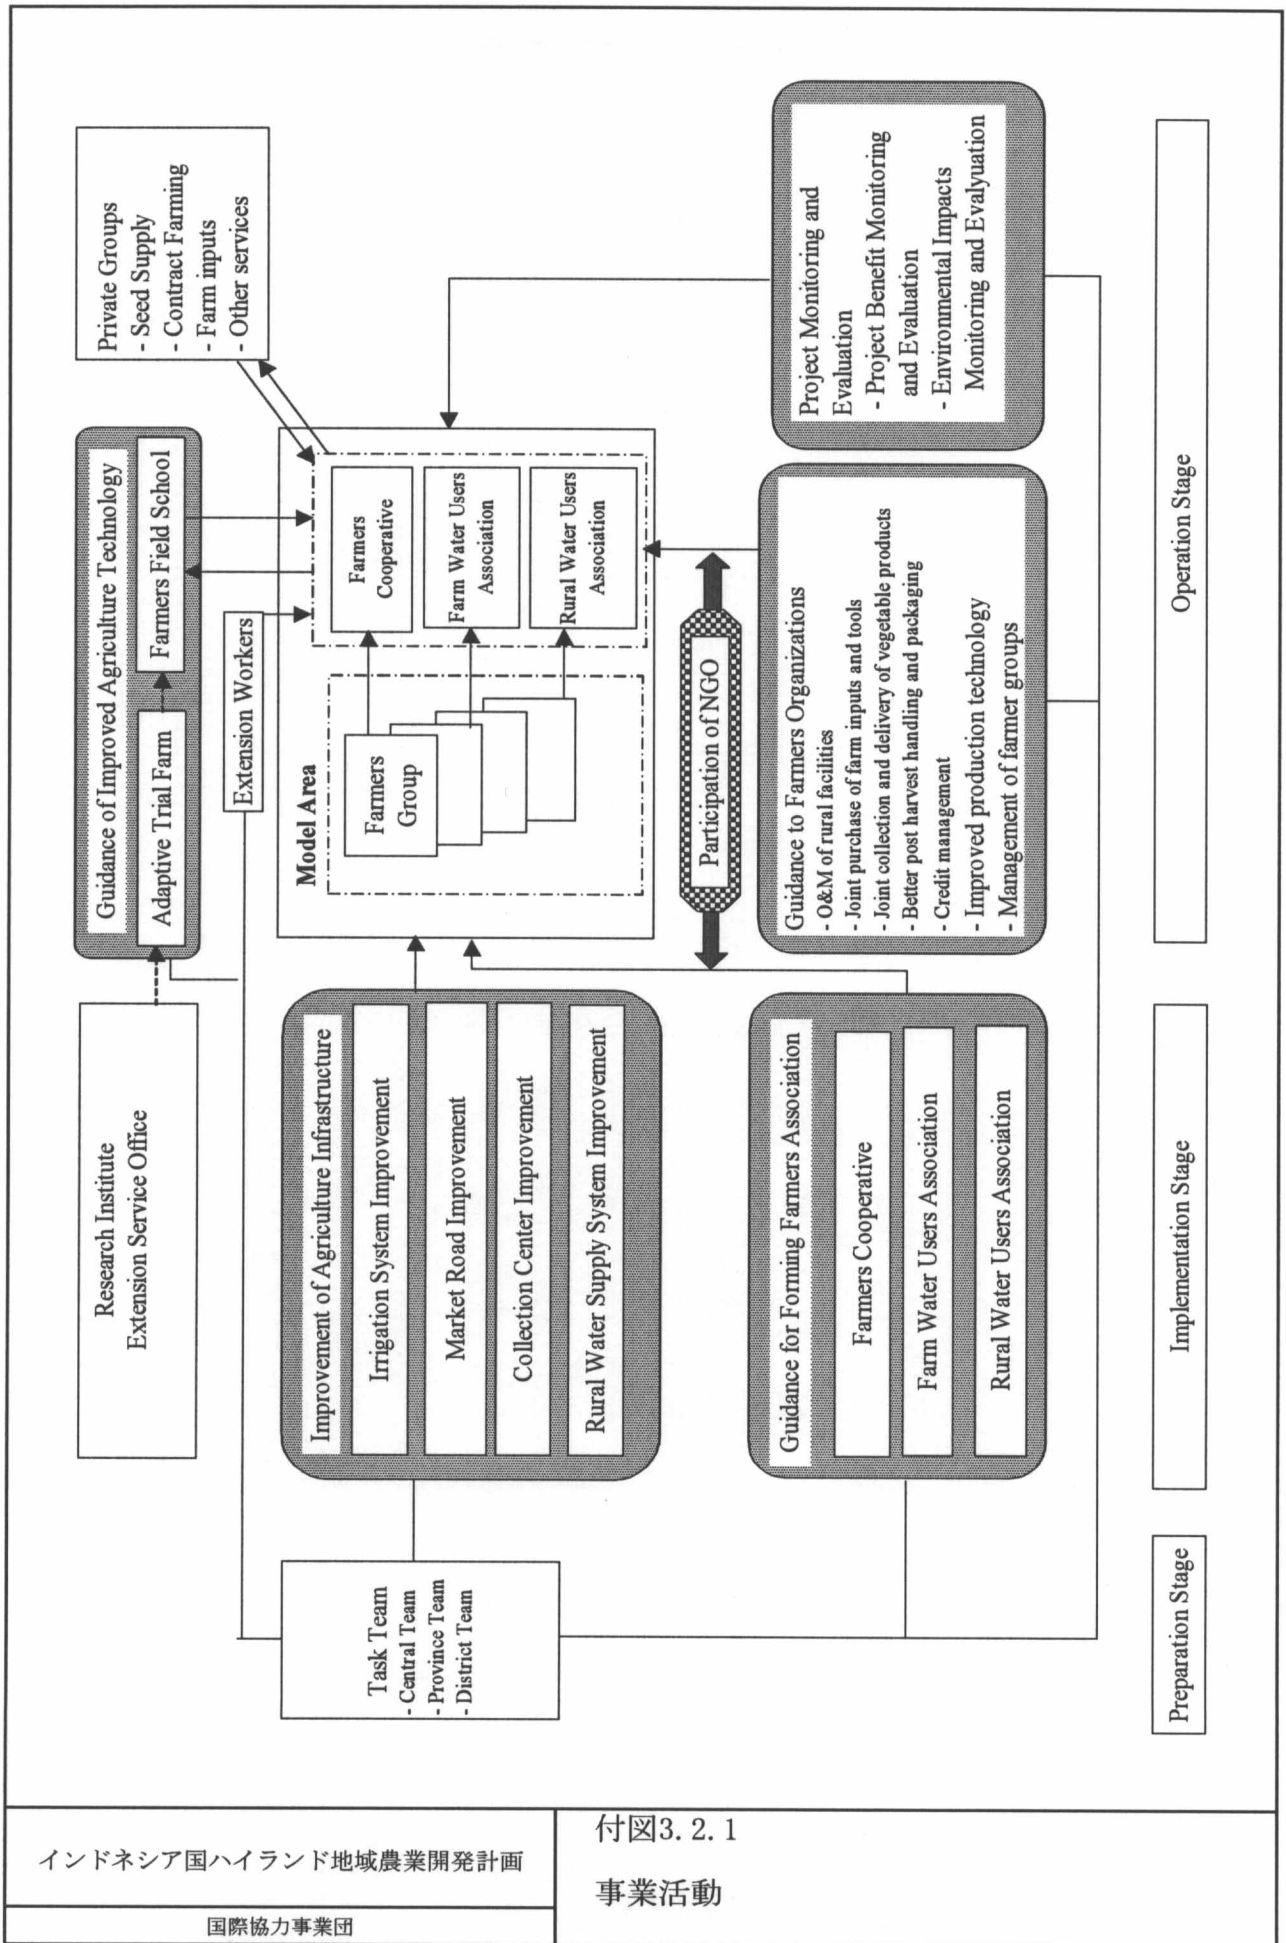 Research Institute
Extension Service Office
Guidance of Improved Agriculture Technology
Adaptive Trial Farm
Farmers Field School
Private Groups
- Seed Supply
- Contract Farming
- Farm inputs
- Other services
Extension Workers
Task Team
- Central Team
- Province Team
- District Team
Improvement of Agriculture Infrastructure
Irrigation System Improvement
Market Road Improvement
Collection Center Improvement
Rural Water Supply System Improvement
Model Area
Farmers
Group
Farmers
Cooperative
Farm Water Users
Association
Rural Water Users
Association
Participation of NGO
Guidance for Forming Farmers Association
Farmers Cooperative
Farm Water Users Association
Rural Water Users Association
Guidance to Farmers Organizations
- O&M of rural facilities
- Joint purchase of farm inputs and tools
- Joint collection and delivery of vegetable products
- Better post harvest handling and packaging
- Credit management
- Improved production technology
- Management of farmer groups
Project Monitoring and
Evaluation
- Project Benefit Monitoring
and Evaluation
- Environmental Impacts
Monitoring and Evalyuation
Preparation Stage
Implementation Stage
Operation Stage
インドネシア国ハイランド地域農業開発計画
国際協力事業団
付図3.2.1
事業活動